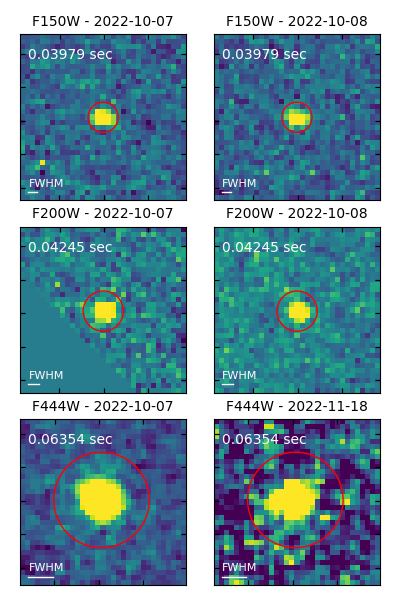 F150W - 2022-10-07
F150W - 2022-10-08
0.03979 sec
0.03979 sec
FWHM
FWHM
F200W - 2022-10-07
F200W - 2022-10-08
0.04245 sec
0.04245 sec
FWHM
FWHM
F444W - 2022-10-07
F444W - 2022-11-18
0.06354 sec
0.06354 sec
FWHM
FWHM